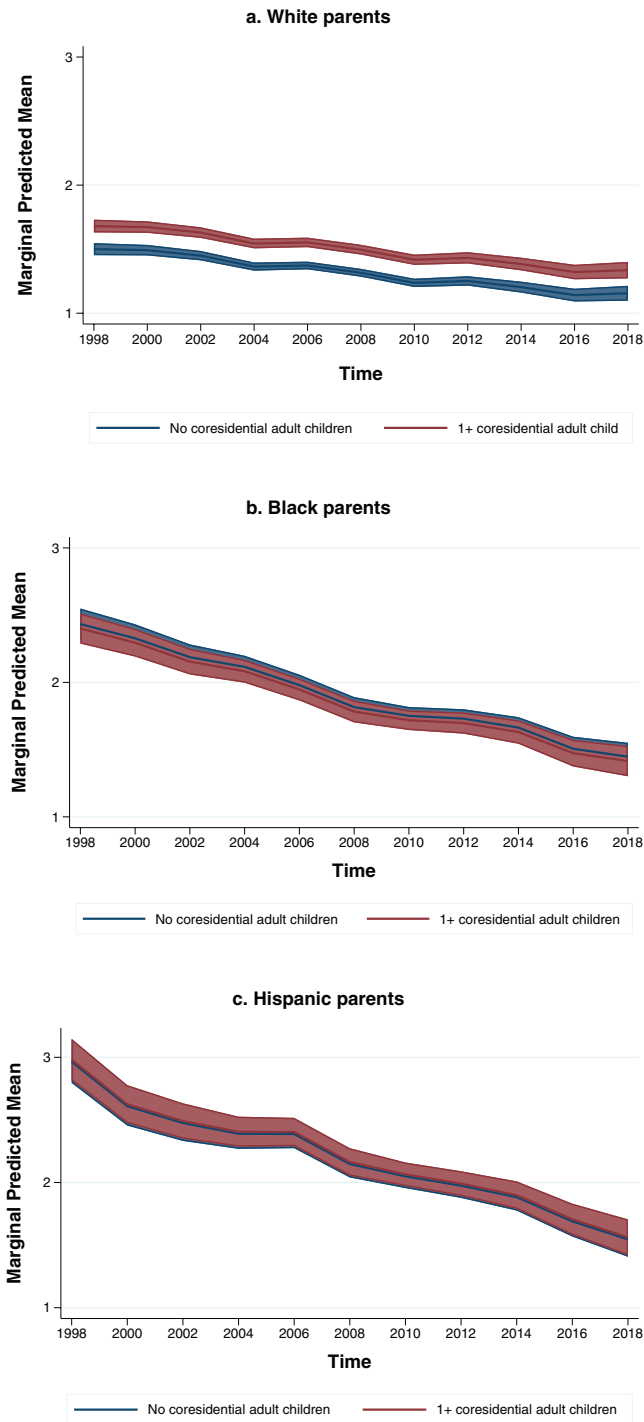 a. White parents
Marginal Predicted Mean
3
2
1
1998 2000 2002 2004 2006 2008 2010 2012 2014 2016 2018
Time
No coresidential adult children 1+ coresidential adult child
b. Black parents
Marginal Predicted Mean
3
2
1
1998 2000 2002 2004 2006 2008 2010 2012 2014 2016 2018
Time
No coresidential adult children 1+ coresidential adult children
c. Hispanic parents
Marginal Predicted Mean
3
2
1
1998 2000 2002 2004 2006 2008 2010 2012 2014 2016 2018
Time
No coresidential adult children 1+ coresidential adult children